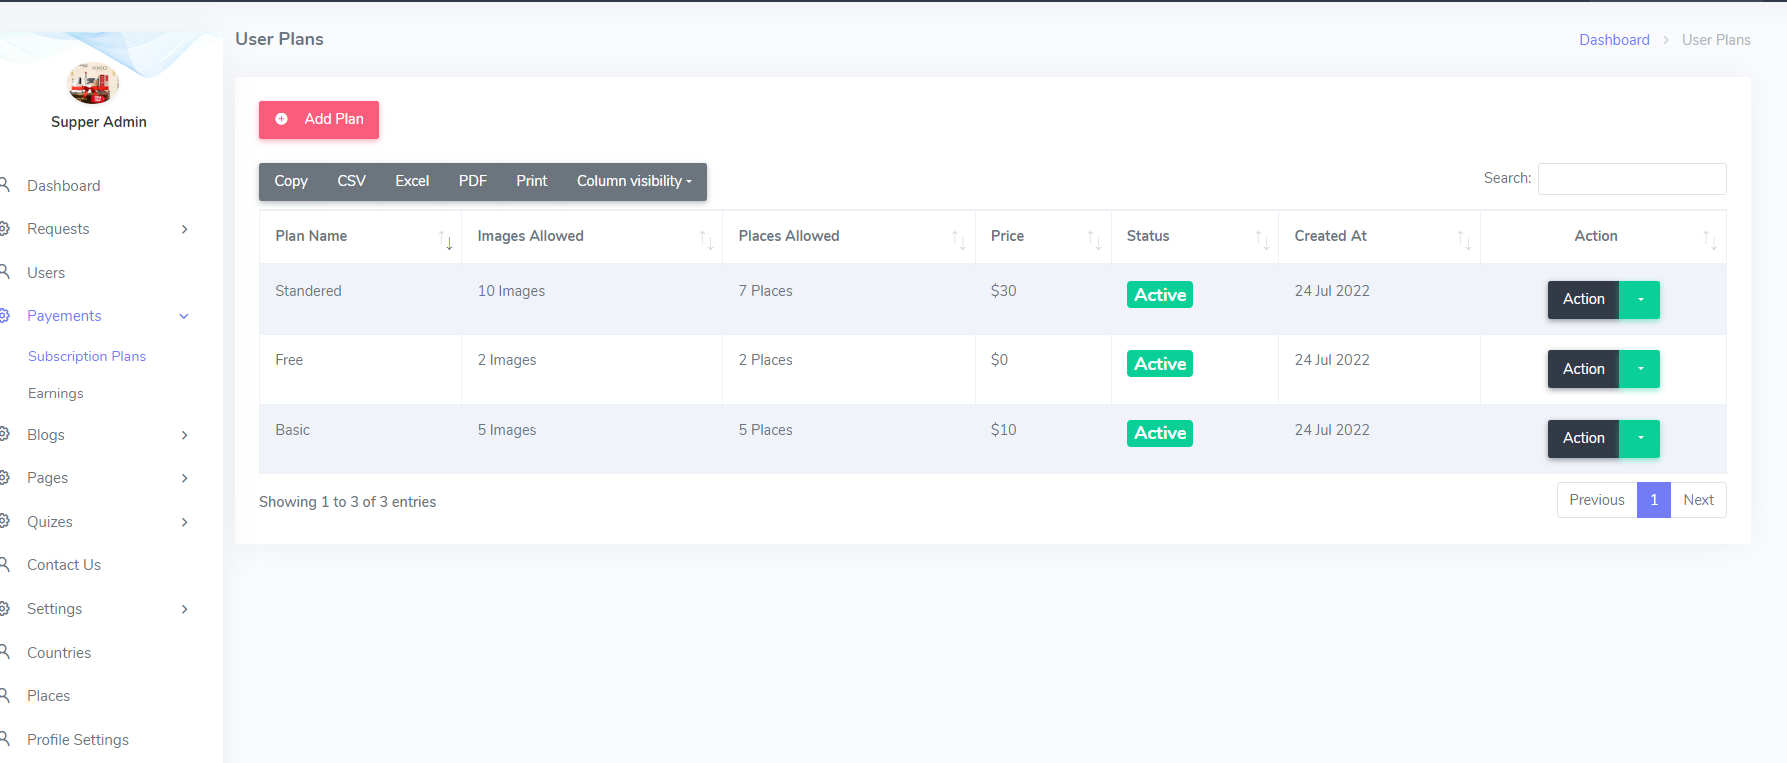 User Plans
Dashboard > User Plans
Supper Admin
Dashboard
Requests
Users
Payements
Subscription Plans
Earnings
Blogs
Pages
Quizes
Contact Us
Settings
Countries
Places
Profile Settings
Add Plan
Copy CSV Excel PDF Print Column visibility
Search:
Plan Name Images Allowed Places Allowed Price Status Created At Action
Standered 10 Images 7 Places $30 Active 24 Jul 2022 Action
Free 2 Images 2 Places $0 Active 24 Jul 2022 Action
Basic 5 Images 5 Places $10 Active 24 Jul 2022 Action
Showing 1 to 3 of 3 entries
Previous 1 Next